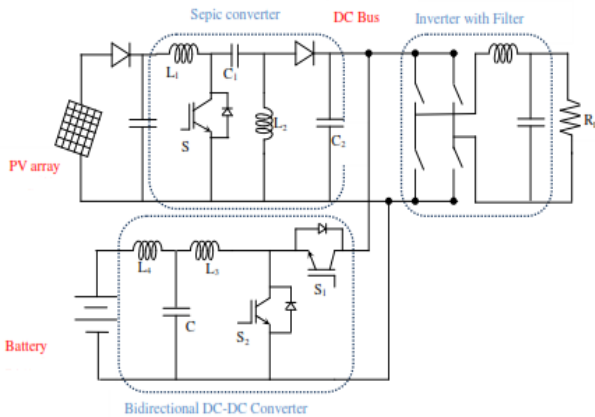 Sepic converter
DC Bus
Inverter with Filter
L₁
C₁
S
L₂
C₂
PV array
L₄
L₃
S₁
C
S₂
Battery
Bidirectional DC-DC Converter